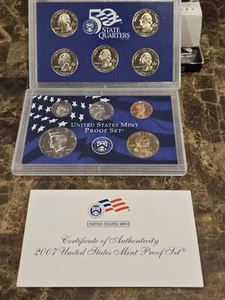 50
STATE
QUARTERS
UNITED STATES MINT
PROOF SET®
UNITED STATES MINT
Certificate of Authenticity
2007 United States Mint Proof Set®